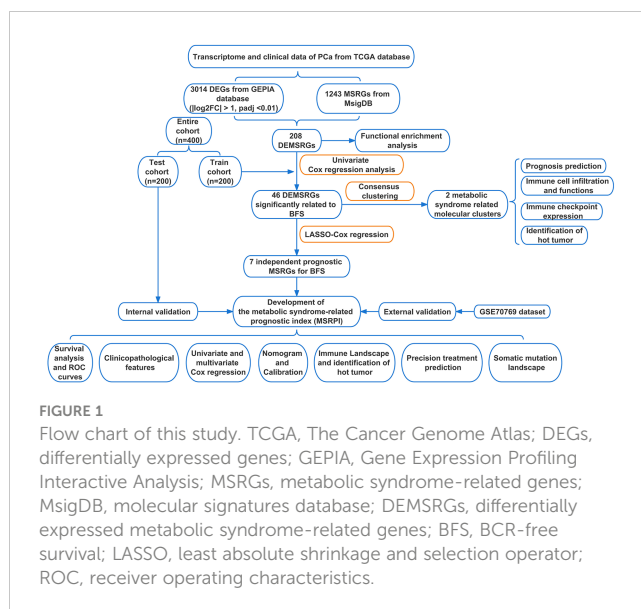 Transcriptome and clinical data of PCa from TCGA database
3014 DEGs from GEPIA
database
(|log2FC| > 1, padj <0.01)
1243 MSRGs from
MsigDB
Entire
cohort
(n=400)
208
DEMSRGs
Functional enrichment
analysis
Test
cohort
(n=200)
Train
cohort
(n=200)
Univariate
Cox regression analysis
46 DEMSRGs
significantly related to
BFS
Consensus
clustering
2 metabolic
syndrome related
molecular clusters
Prognosis prediction
Immune cell infiltration
and functions
Immune checkpoint
expression
Identification of
hot tumor
LASSO-Cox regression
7 independent prognostic
MSRGs for BFS
Internal validation
Development of
the metabolic syndrome-related
prognostic index (MSRPI)
External validation
GSE70769 dataset
Survival
analysis
and ROC
curves
Clinicopathological
features
Univariate and
multivariate
Cox regression
Nomogram
and
Calibration
Immune Landscape
and identification of
hot tumor
Precision treatment
prediction
Somatic mutation
landscape
FIGURE 1
Flow chart of this study. TCGA, The Cancer Genome Atlas; DEGs,
differentially expressed genes; GEPIA, Gene Expression Profiling
Interactive Analysis; MSRGs, metabolic syndrome-related genes;
MsigDB, molecular signatures database; DEMSRGs, differentially
expressed metabolic syndrome-related genes; BFS, BCR-free
survival; LASSO, least absolute shrinkage and selection operator;
ROC, receiver operating characteristics.